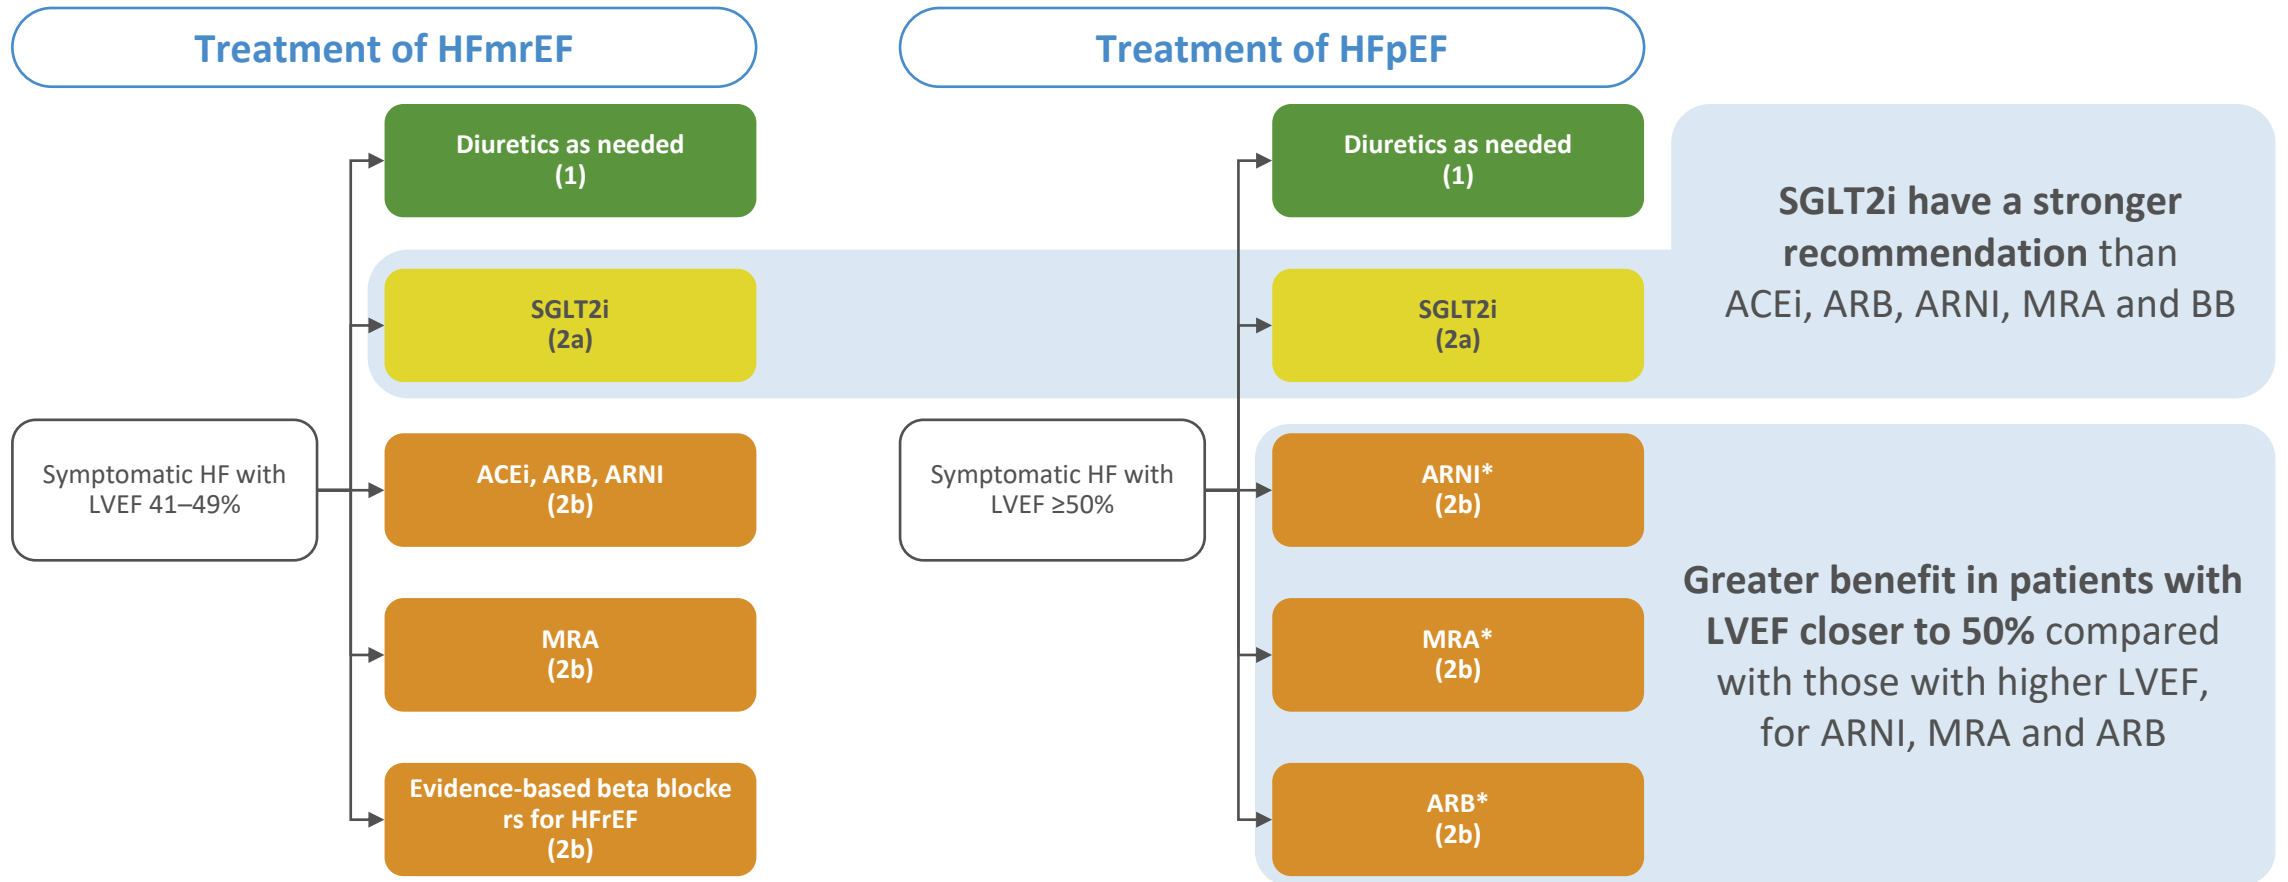 Treatment of HFmrEF
Symptomatic HF with
LVEF 41–49%
Diuretics as needed
(1)
SGLT2i
(2a)
ACEi, ARB, ARNI
(2b)
MRA
(2b)
Evidence-based beta blocke
rs for HFrEF
(2b)
Treatment of HFpEF
Symptomatic HF with
LVEF ≥50%
Diuretics as needed
(1)
SGLT2i
(2a)
ARNI*
(2b)
MRA*
(2b)
ARB*
(2b)
SGLT2i have a stronger
recommendation than
ACEi, ARB, ARNI, MRA and BB
Greater benefit in patients with
LVEF closer to 50% compared
with those with higher LVEF,
for ARNI, MRA and ARB